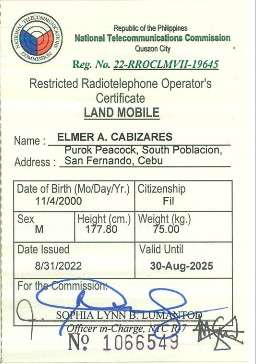 Republic of the Philippines
National Telecommunications Commission
Quezon City
Reg. No. 22-RROCLMVII-19645
Restricted Radiotelephone Operator's
Certificate
LAND MOBILE
Name : ELMER A. CABIZARES
Purok Peacock, South Poblacion,
Address : San Fernando, Cebu
Date of Birth (Mo/Day/Yr.) Citizenship
11/4/2000 Fil
Sex Height (cm.) Weight (kg.)
M 177.80 75.00
Date Issued Valid Until
8/31/2022 30-Aug-2025
For the Commission:
SOPHIA LYNN B. LUMANTOD
Officer in-Charge, NTC R07
No 1066549